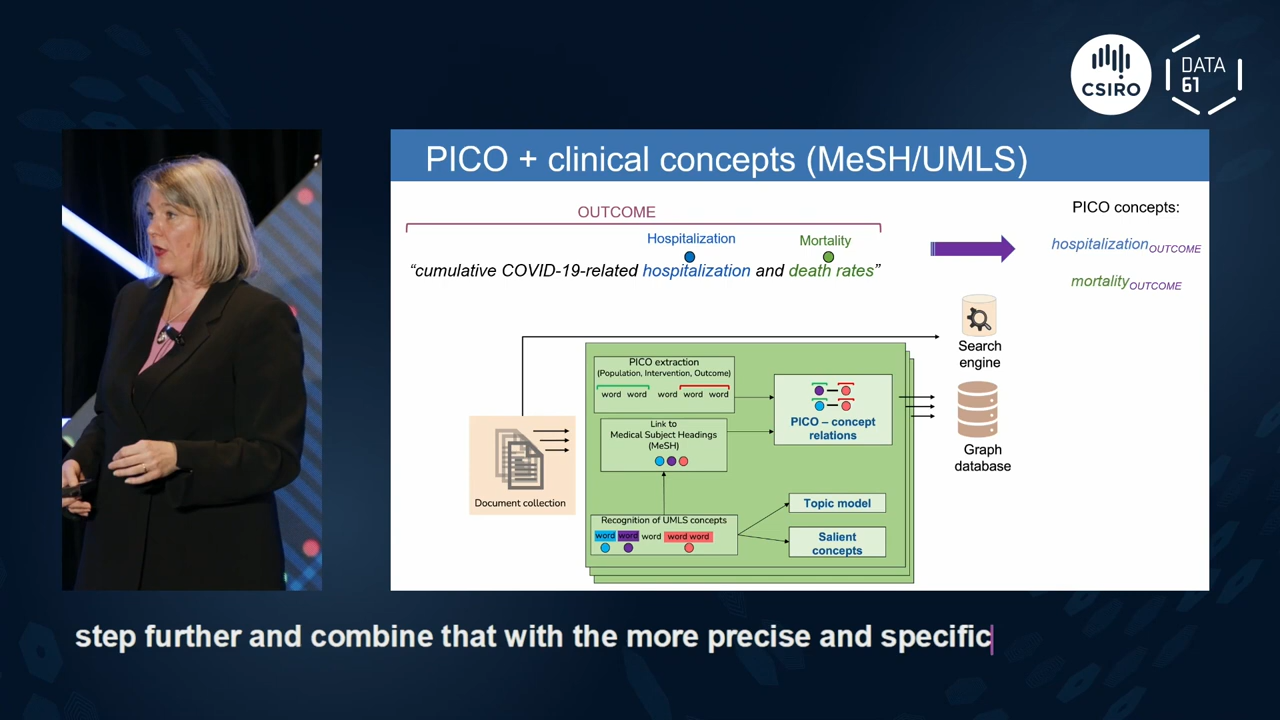 CSIRO
DATA
61
PICO + clinical concepts (MeSH/UMLS)
OUTCOME
Hospitalization
Mortality
“cumulative COVID-19-related hospitalization and death rates”
PICO concepts:
hospitalizationOUTCOME
mortalityOUTCOME
Search
engine
PICO extraction
(Population, Intervention, Outcome)
word word word word word
Link to
Medical Subject Headings
(MeSH)
PICO – concept
relations
Graph
database
Document collection
Recognition of UMLS concepts
word word word word word
Topic model
Salient
concepts
step further and combine that with the more precise and specific